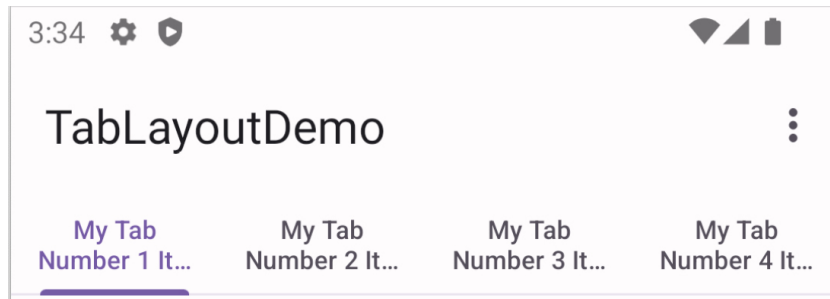 3:34
TabLayoutDemo
My Tab
Number 1 It...
My Tab
Number 2 It...
My Tab
Number 3 It...
My Tab
Number 4 It...